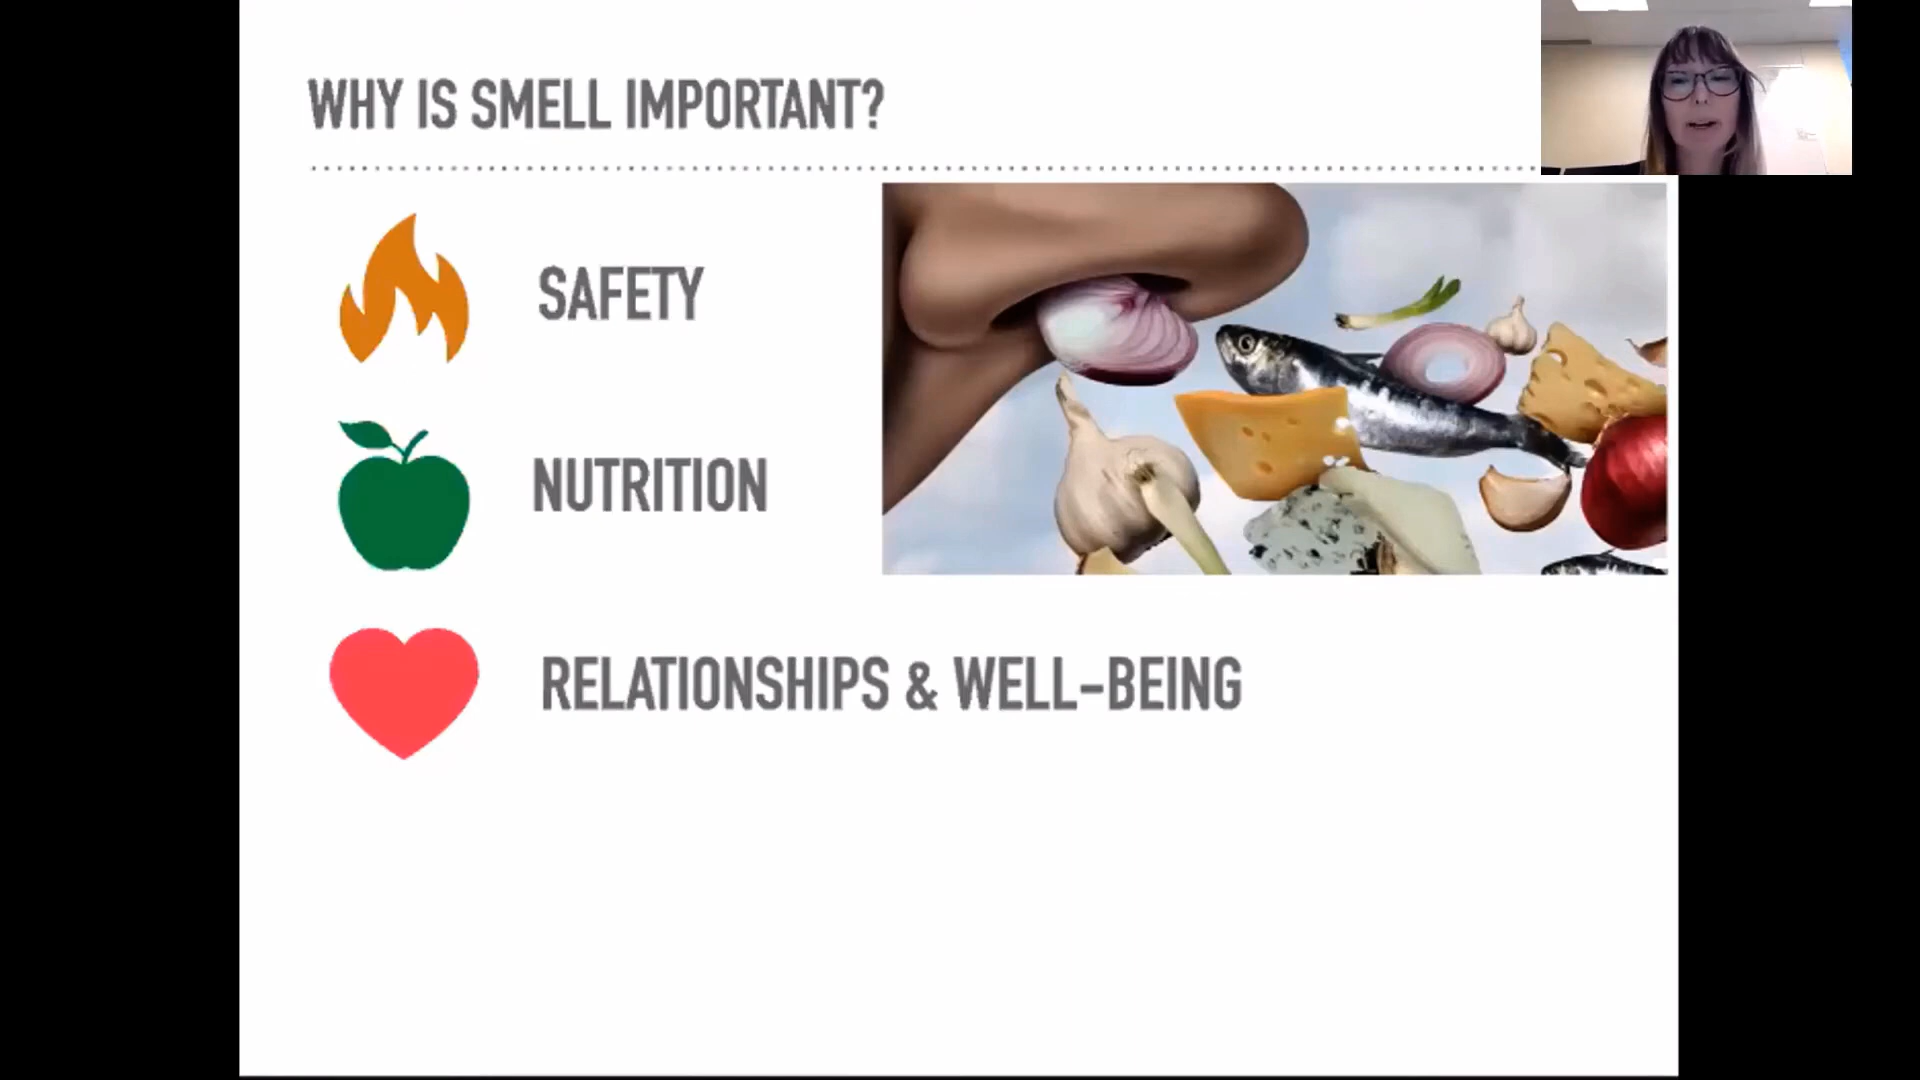 WHY IS SMELL IMPORTANT?
SAFETY
NUTRITION
RELATIONSHIPS & WELL-BEING